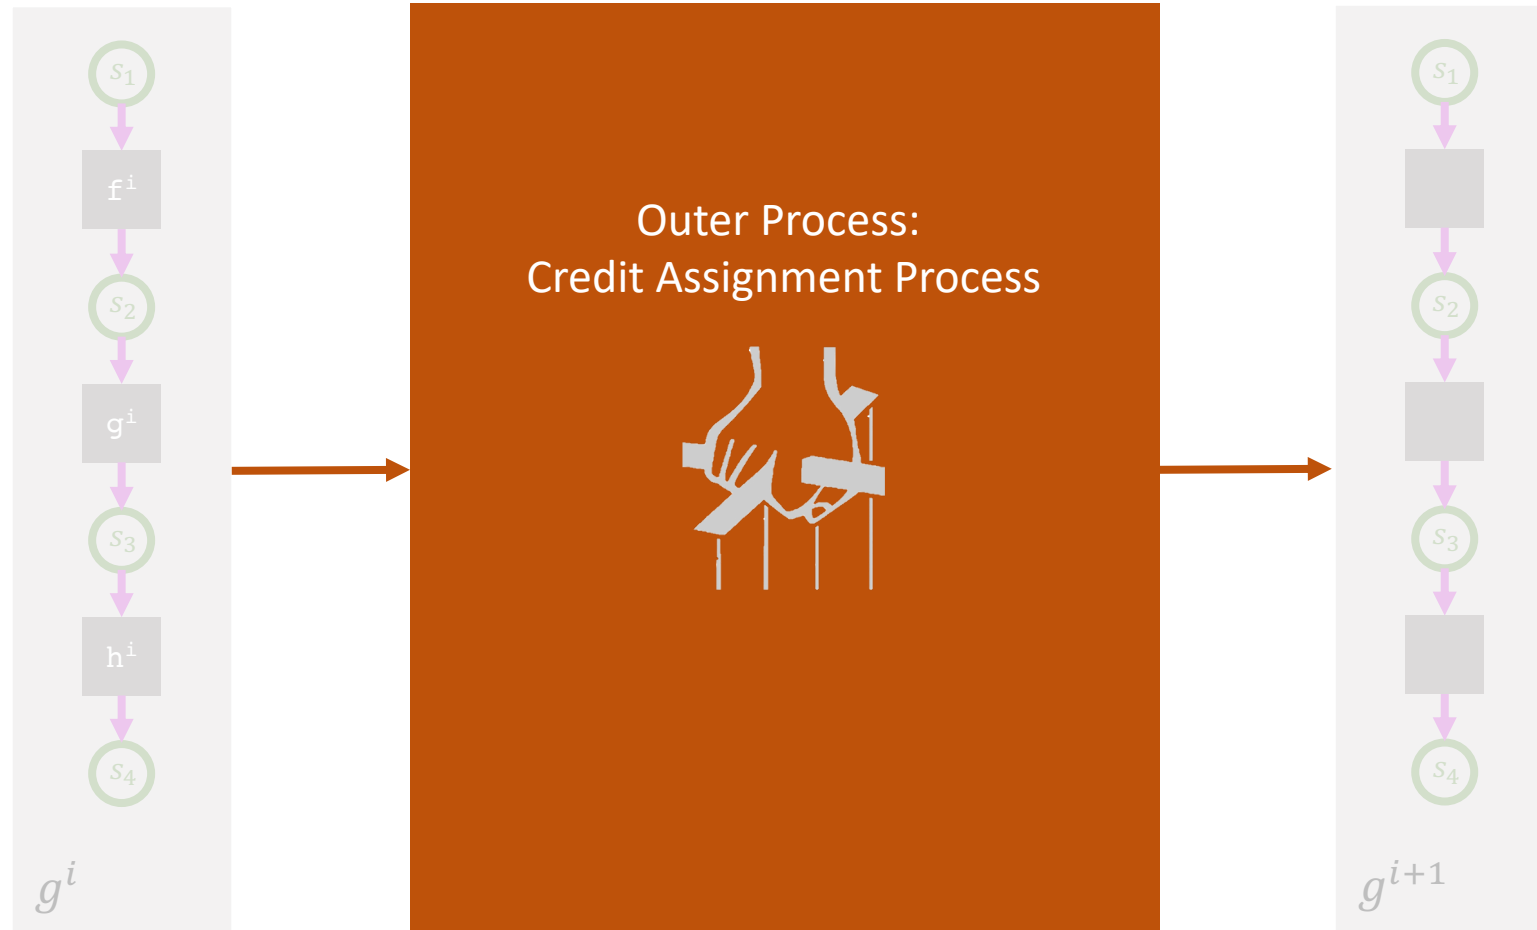 s₁
fⁱ
s₂
gⁱ
s₃
hⁱ
s₄
gⁱ
Outer Process:
Credit Assignment Process
s₁
s₂
s₃
s₄
gⁱ⁺¹